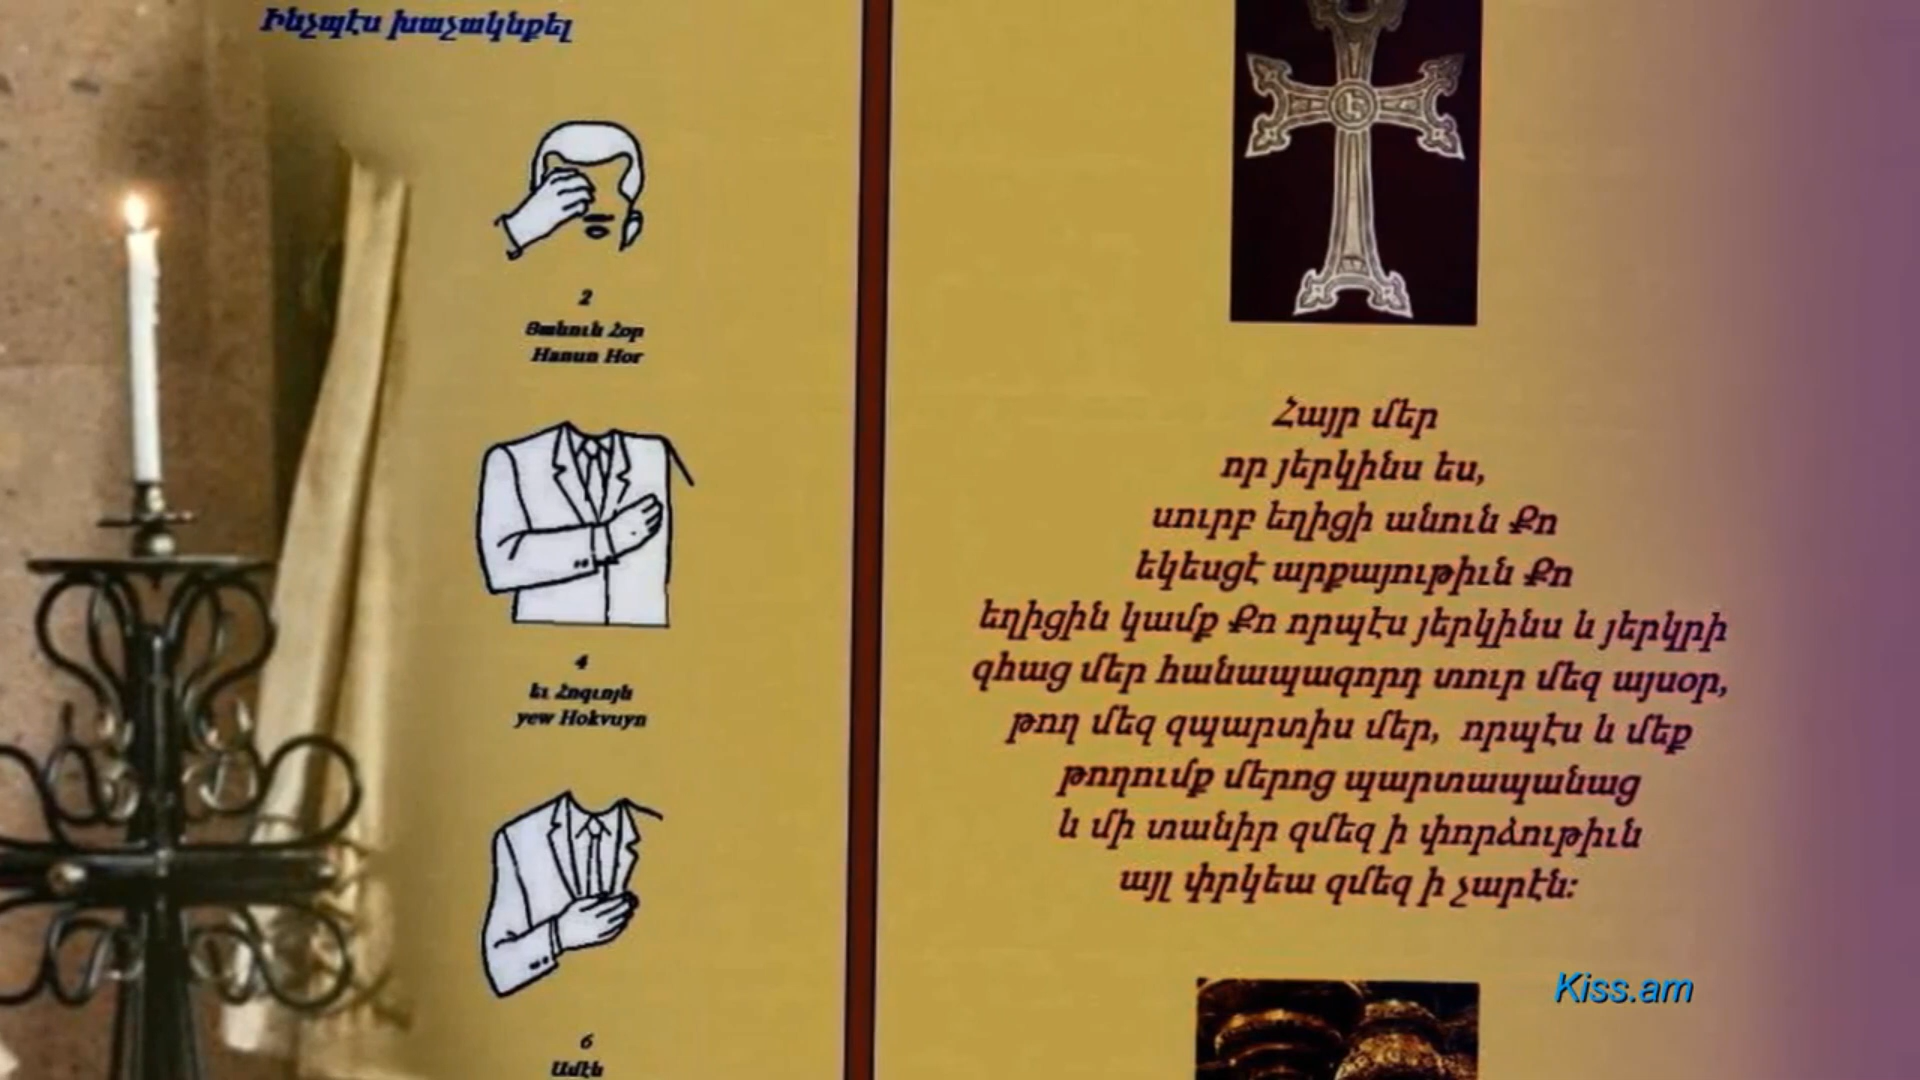 Ինչպէս խաչակնքել
2
Յանուն Հօր
Hanun Hor
4
եւ Հոգւոյն
yew Hokvuyn
6
Ամէն
Հայր մեր
որ յերկինս ես,
սուրբ եղիցի անուն Քո
եկեսցէ արքայութիւն Քո
եղիցին կամք Քո որպէս յերկինս և յերկրի
զհաց մեր հանապազորդ տուր մեզ այսօր,
թող մեզ զպարտիս մեր, որպէս և մեք
թողումք մերոց պարտապանաց
և մի տանիր զմեզ ի փորձութիւն
այլ փրկեա զմեզ ի չարէն:
Kiss.am